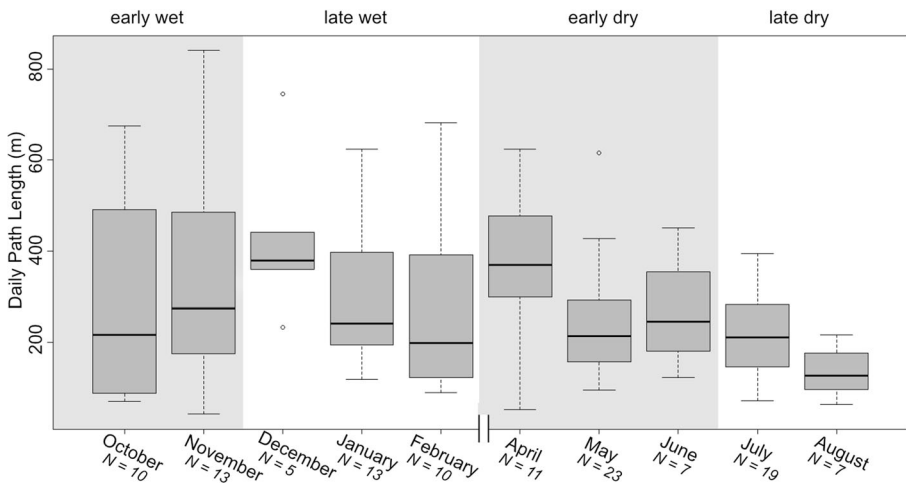 early wet
late wet
early dry
late dry
Daily Path Length (m)
800
600
400
200
October
N = 10
November
N = 13
December
N = 5
January
N = 13
February
N = 10
April
N = 11
May
N = 23
June
N = 7
July
N = 19
August
N = 7